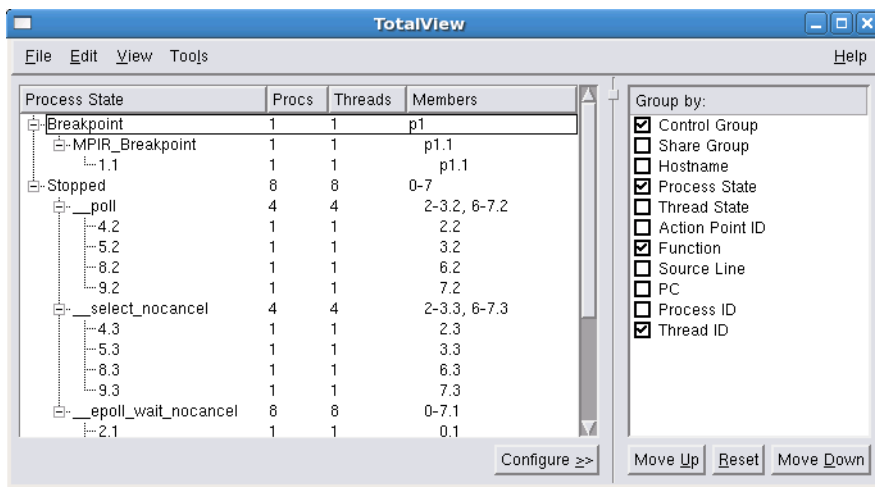 TotalView
File Edit View Tools Help
Process State Procs Threads Members
Breakpoint 1 1 p1
MPIR_Breakpoint 1 1 p1.1
1.1 1 1 p1.1
Stopped 8 8 0-7
__poll 4 4 2-3.2, 6-7.2
4.2 1 1 2.2
5.2 1 1 3.2
8.2 1 1 6.2
9.2 1 1 7.2
__select_nocancel 4 4 2-3.3, 6-7.3
4.3 1 1 2.3
5.3 1 1 3.3
8.3 1 1 6.3
9.3 1 1 7.3
__epoll_wait_nocancel 8 8 0-7.1
2.1 1 1 0.1
Configure >>
Group by:
Control Group
Share Group
Hostname
Process State
Thread State
Action Point ID
Function
Source Line
PC
Process ID
Thread ID
Move Up Reset Move Down